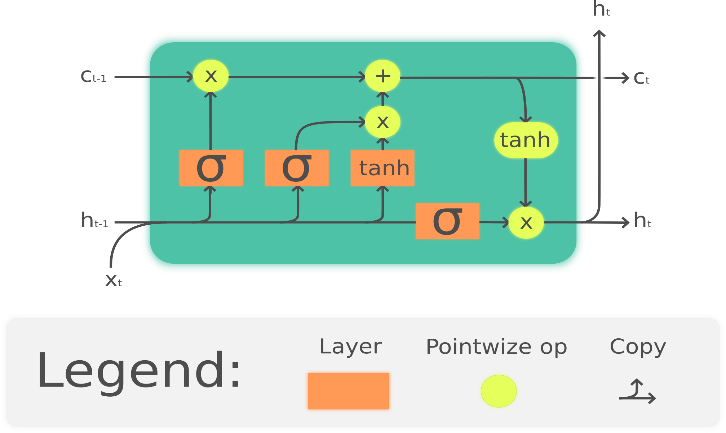 hₜ
cₜ₋₁ x + cₜ
x
tanh
σ σ tanh
hₜ₋₁ σ x hₜ
xₜ
Legend:
Layer Pointwize op Copy